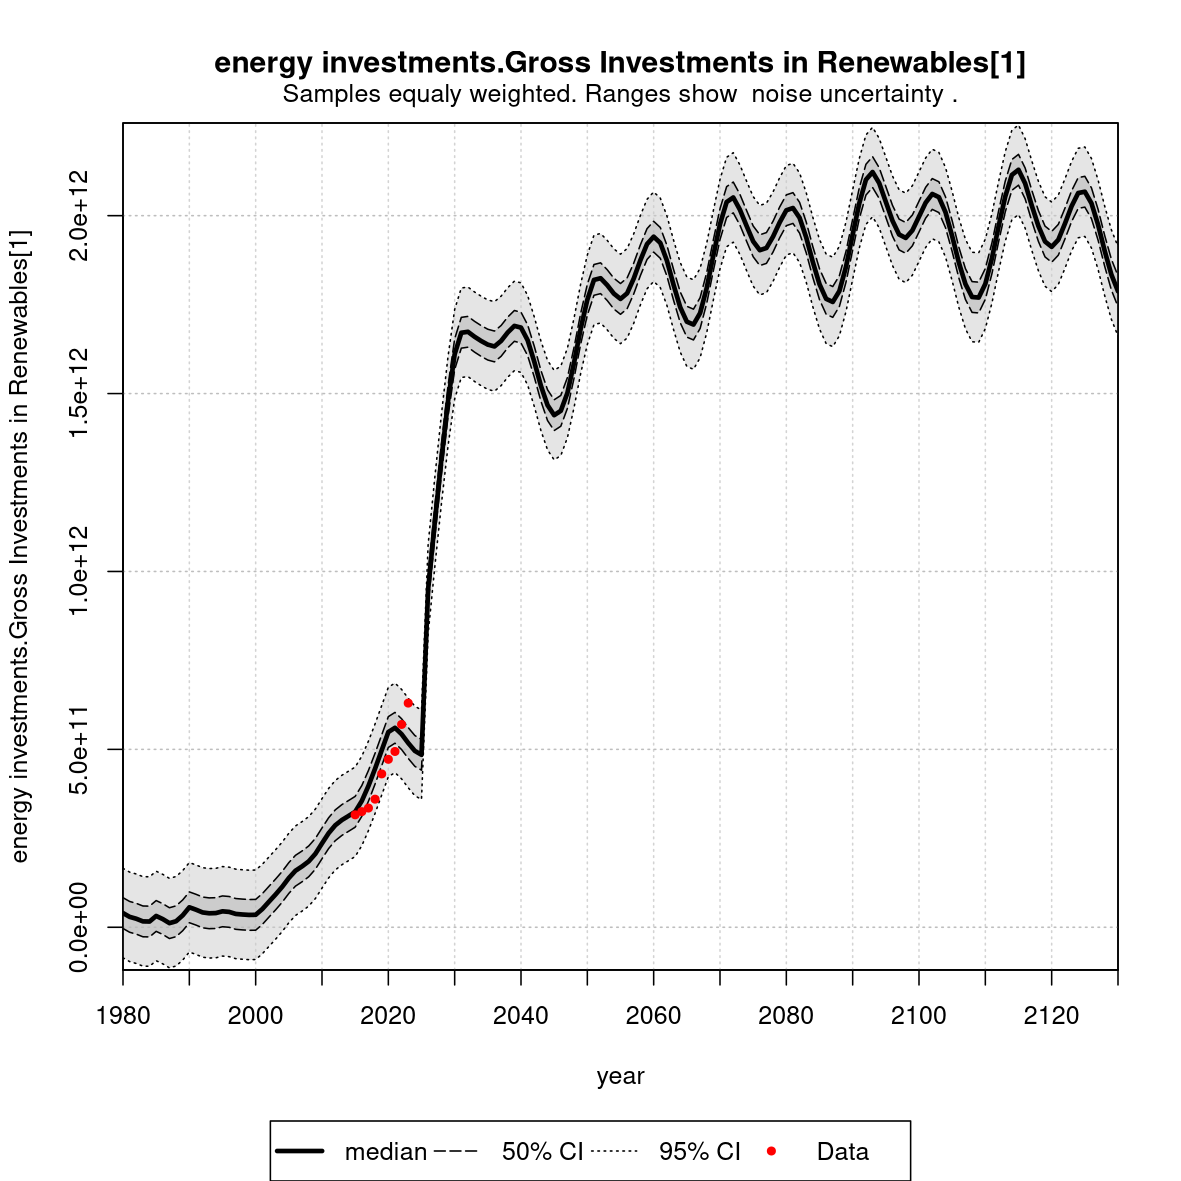 energy investments.Gross Investments in Renewables[1]
Samples equaly weighted. Ranges show  noise uncertainty .
energy investments.Gross Investments in Renewables[1]
2.0e+12
1.5e+12
1.0e+12
5.0e+11
0.0e+00
1980 2000 2020 2040 2060 2080 2100 2120
year
median 50% CI 95% CI Data